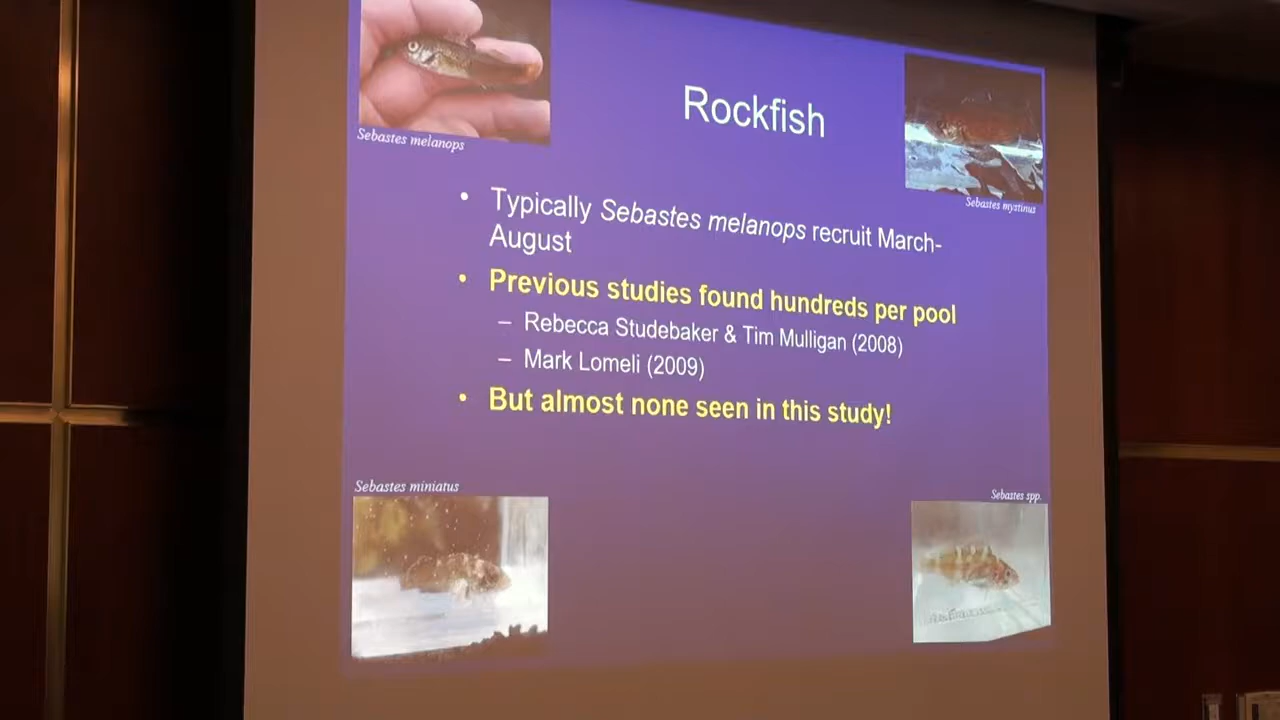 Rockfish
Sebastes melanops
Sebastes mystinus
• Typically Sebastes melanops recruit March-
August
• Previous studies found hundreds per pool
– Rebecca Studebaker & Tim Mulligan (2008)
– Mark Lomeli (2009)
• But almost none seen in this study!
Sebastes miniatus
Sebastes spp.